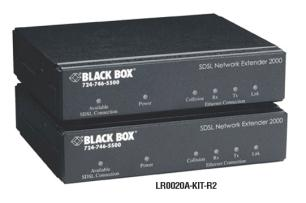 BLACK BOX
724-746-5500
SDSL Network Extender 2000
Available
SDSL Connection
Power
Collision Rx Tx Lnk
Ethernet Connection
BLACK BOX
724-746-5500
SDSL Network Extender 2000
Available
SDSL Connection
Power
Collision Rx Tx Lnk
Ethernet Connection
LR0020A-KIT-R2